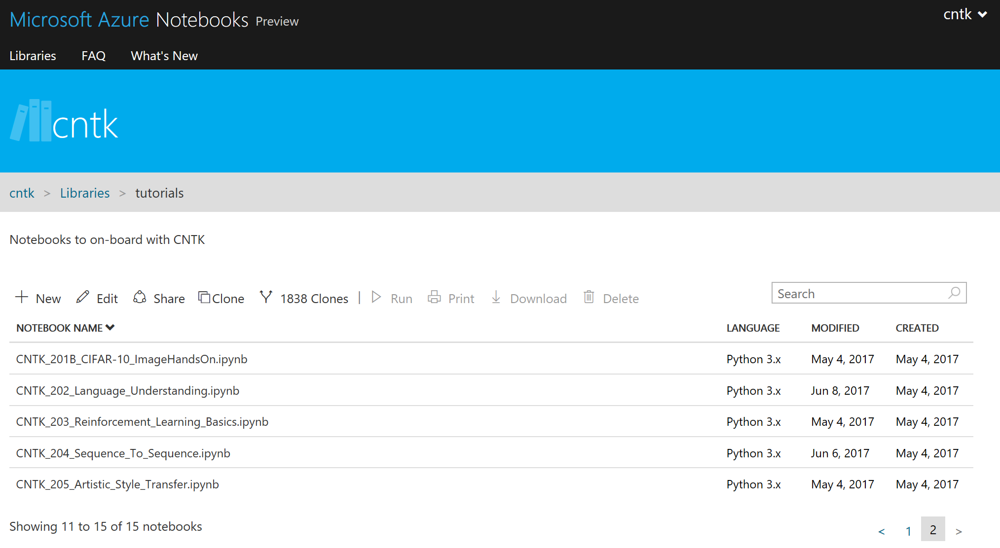 Microsoft Azure Notebooks Preview
cntk
Libraries FAQ What's New
cntk
cntk > Libraries > tutorials
Notebooks to on-board with CNTK
New Edit Share Clone 1838 Clones | Run Print Download Delete Search
NOTEBOOK NAME LANGUAGE MODIFIED CREATED
CNTK_201B_CIFAR-10_ImageHandsOn.ipynb Python 3.x May 4, 2017 May 4, 2017
CNTK_202_Language_Understanding.ipynb Python 3.x Jun 8, 2017 May 4, 2017
CNTK_203_Reinforcement_Learning_Basics.ipynb Python 3.x May 4, 2017 May 4, 2017
CNTK_204_Sequence_To_Sequence.ipynb Python 3.x Jun 6, 2017 May 4, 2017
CNTK_205_Artistic_Style_Transfer.ipynb Python 3.x May 4, 2017 May 4, 2017
Showing 11 to 15 of 15 notebooks < 1 2 >